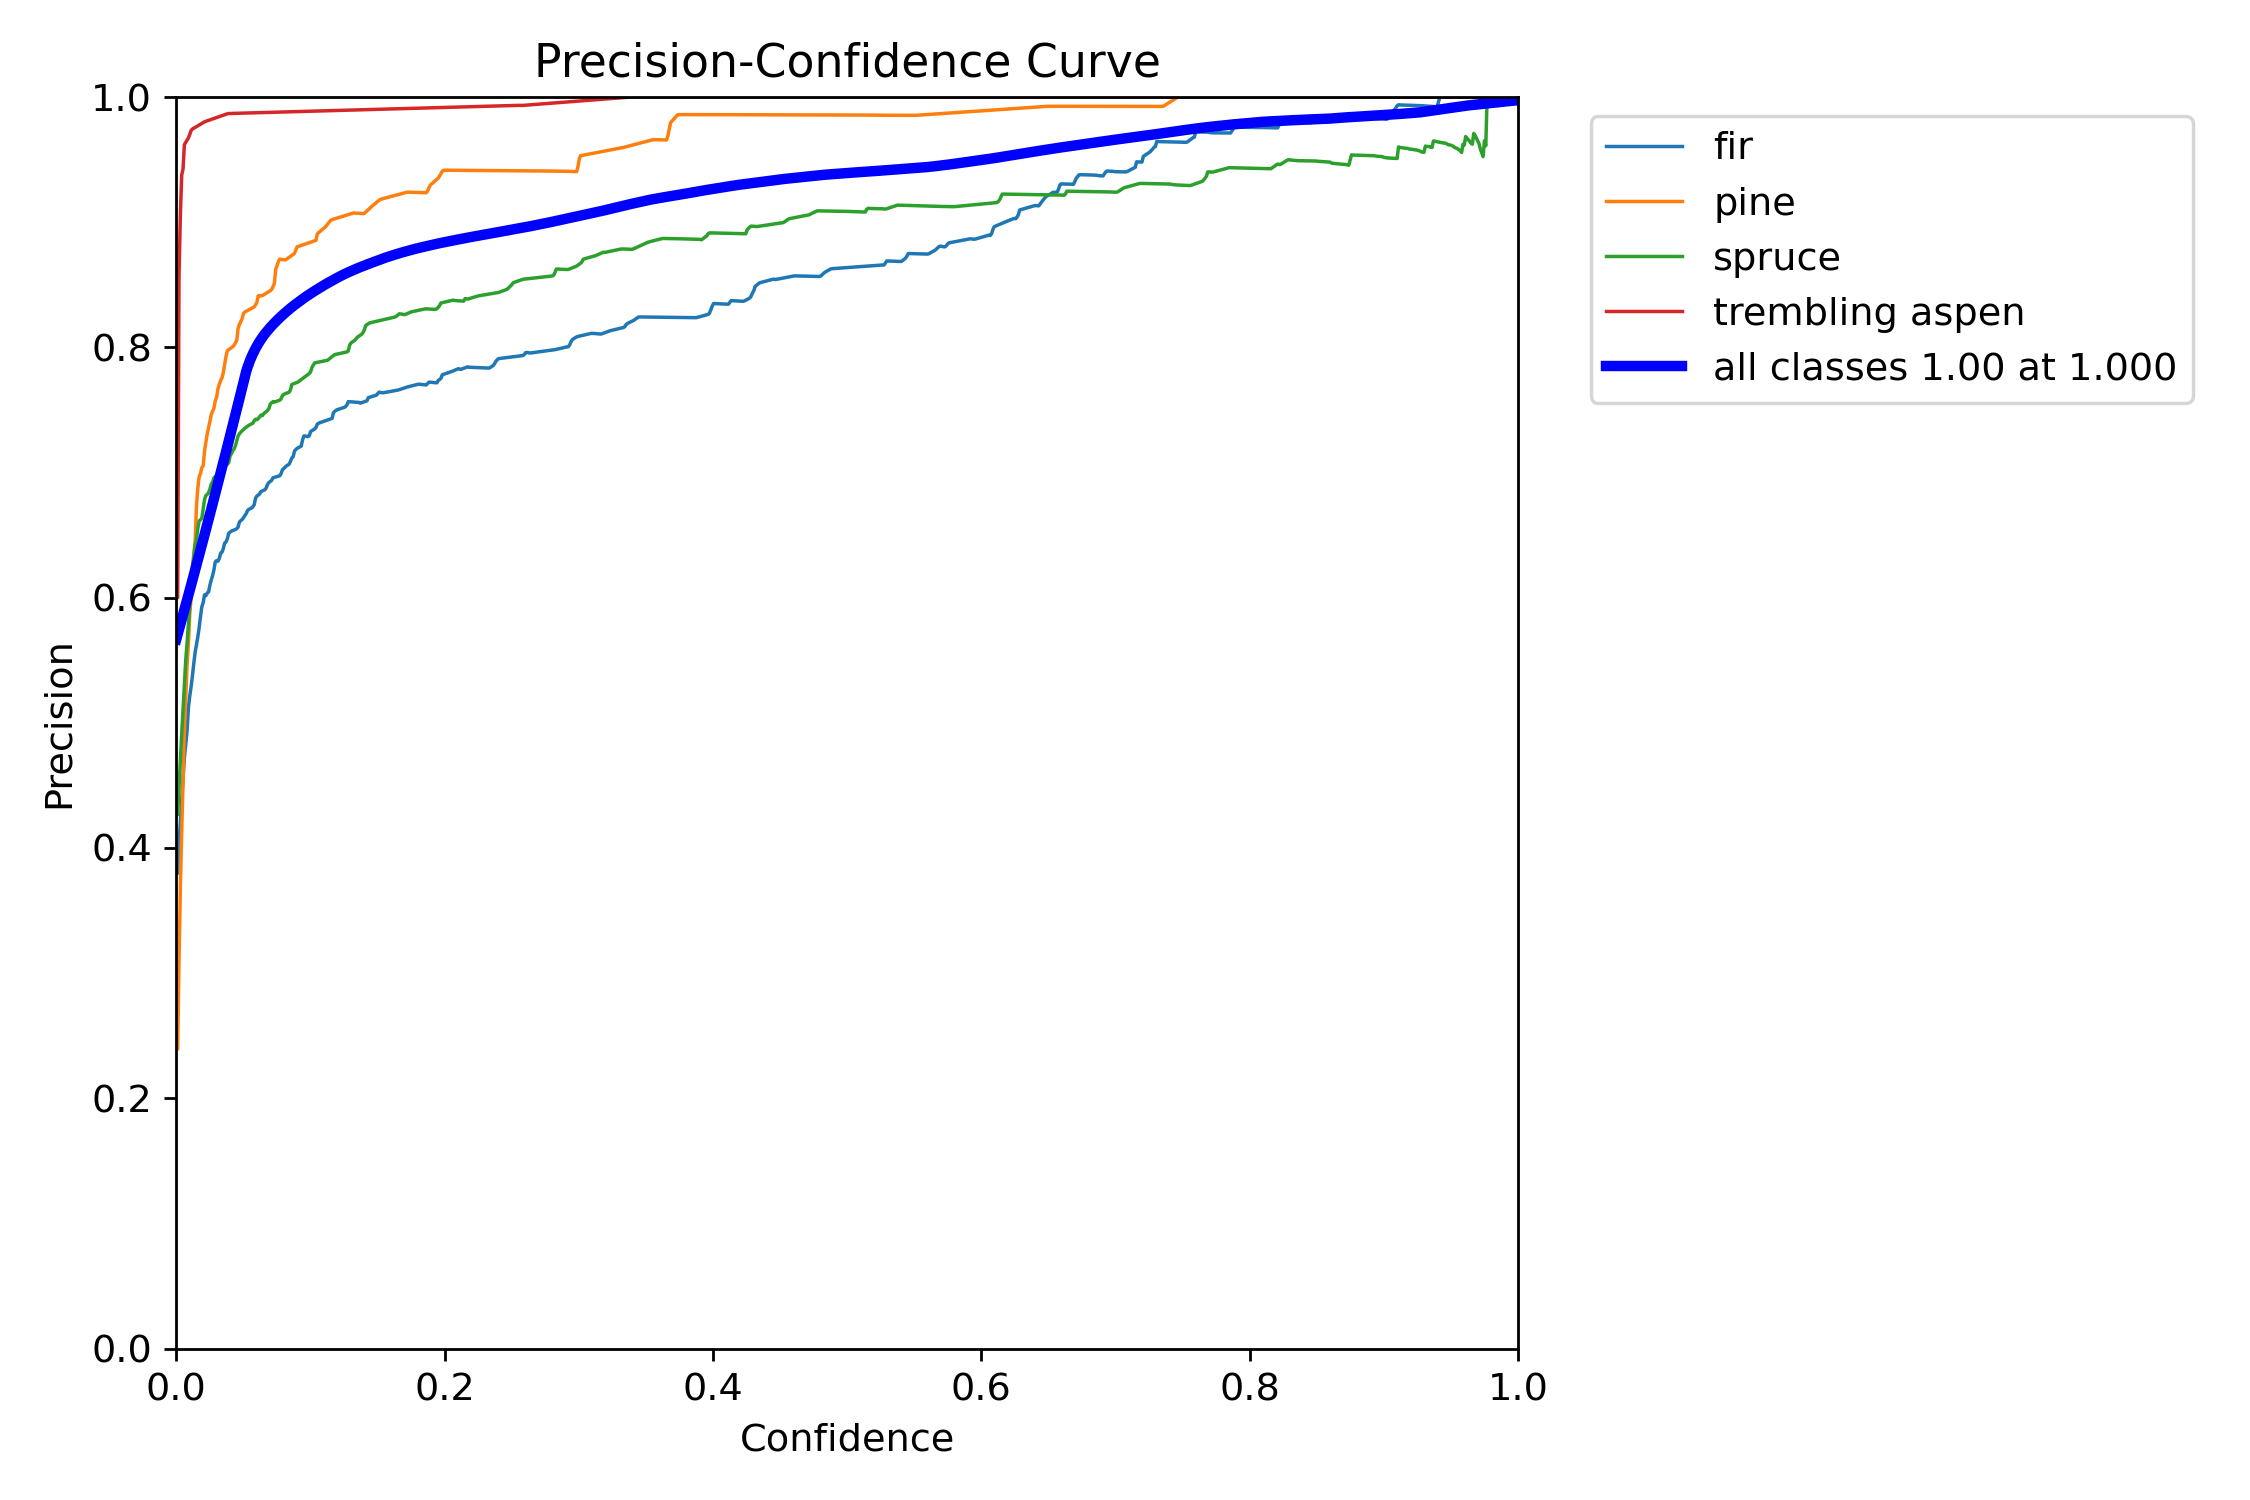 Precision-Confidence Curve
1.0
0.8
0.6
0.4
0.2
0.0
Precision
0.0 0.2 0.4 0.6 0.8 1.0
Confidence
fir
pine
spruce
trembling aspen
all classes 1.00 at 1.000